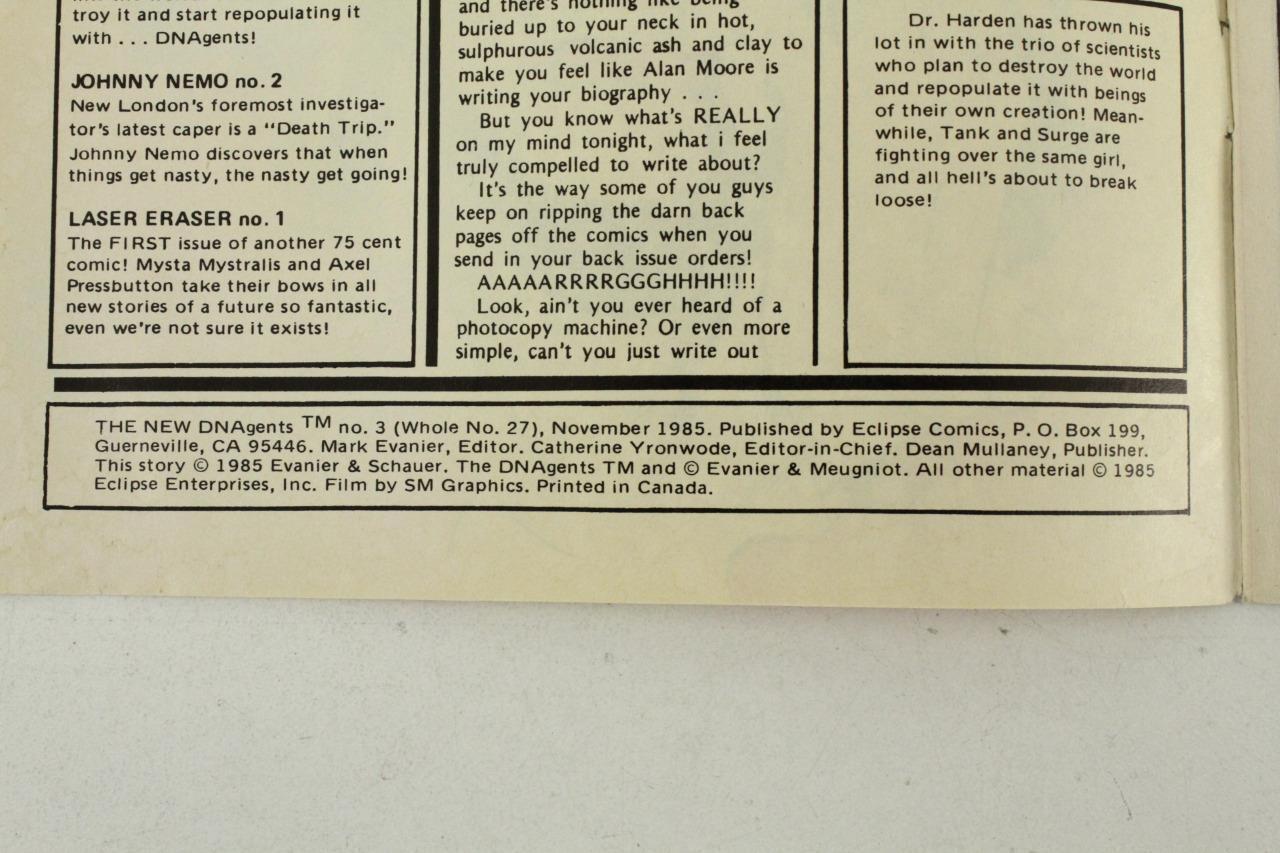 troy it and start repopulating it
with . . . DNAgents!
JOHNNY NEMO no. 2
New London's foremost investiga-
tor's latest caper is a "Death Trip."
Johnny Nemo discovers that when
things get nasty, the nasty get going!
LASER ERASER no. 1
The FIRST issue of another 75 cent
comic! Mysta Mystralis and Axel
Pressbutton take their bows in all
new stories of a future so fantastic,
even we're not sure it exists!
and there's nothing like being
buried up to your neck in hot,
sulphurous volcanic ash and clay to
make you feel like Alan Moore is
writing your biography . . .
But you know what's REALLY
on my mind tonight, what i feel
truly compelled to write about?
It's the way some of you guys
keep on ripping the darn back
pages off the comics when you
send in your back issue orders!
AAAAARRRRGGGHHHH!!!!
Look, ain't you ever heard of a
photocopy machine? Or even more
simple, can't you just write out
Dr. Harden has thrown his
lot in with the trio of scientists
who plan to destroy the world
and repopulate it with beings
of their own creation! Mean-
while, Tank and Surge are
fighting over the same girl,
and all hell's about to break
loose!
THE NEW DNAgents TM no. 3 (Whole No. 27), November 1985. Published by Eclipse Comics, P. O. Box 199,
Guerneville, CA 95446. Mark Evanier, Editor. Catherine Yronwode, Editor-in-Chief. Dean Mullaney, Publisher.
This story © 1985 Evanier & Schauer. The DNAgents TM and © Evanier & Meugniot. All other material © 1985
Eclipse Enterprises, Inc. Film by SM Graphics. Printed in Canada.